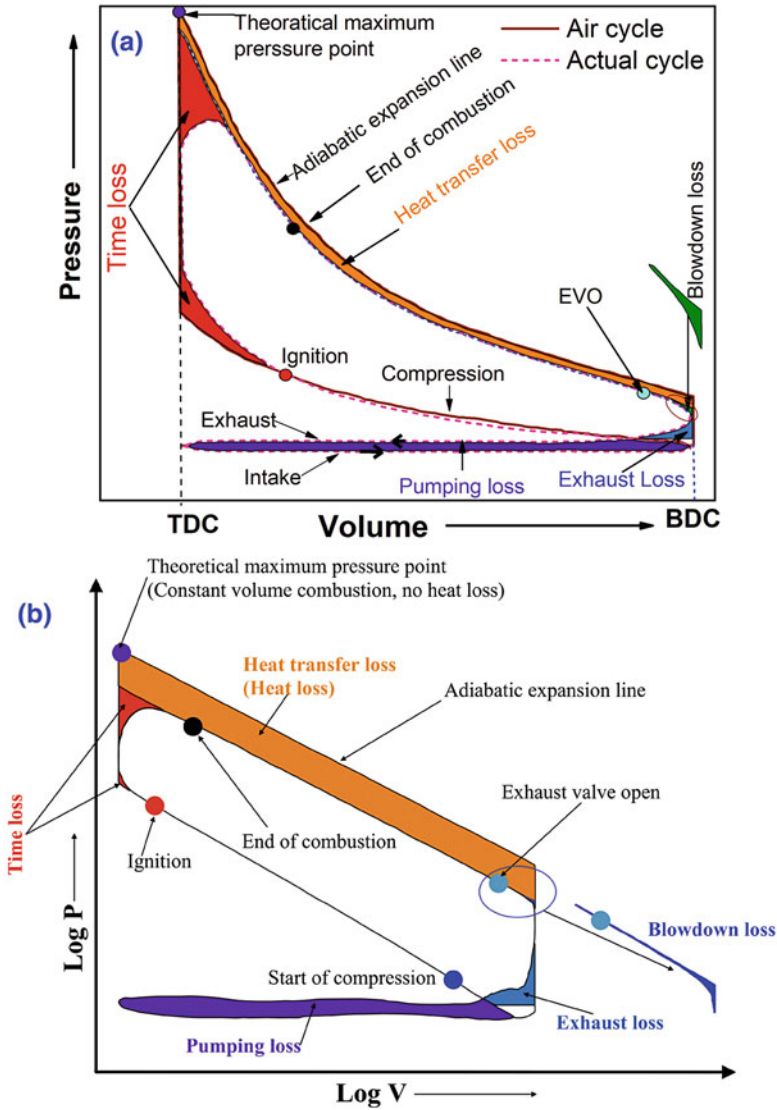 (a)
Theoratical maximum
prerssure point
Air cycle
Actual cycle
Adiabatic expansion line
End of combustion
Heat transfer loss
Time loss
Pressure
Blowdown loss
EVO
Ignition
Compression
Exhaust
Intake
Pumping loss
Exhaust Loss
TDC
Volume
BDC
(b)
Theoretical maximum pressure point
(Constant volume combustion, no heat loss)
Heat transfer loss
(Heat loss)
Adiabatic expansion line
Exhaust valve open
Time loss
Ignition
End of combustion
Blowdown loss
Log P
Start of compression
Exhaust loss
Pumping loss
Log V